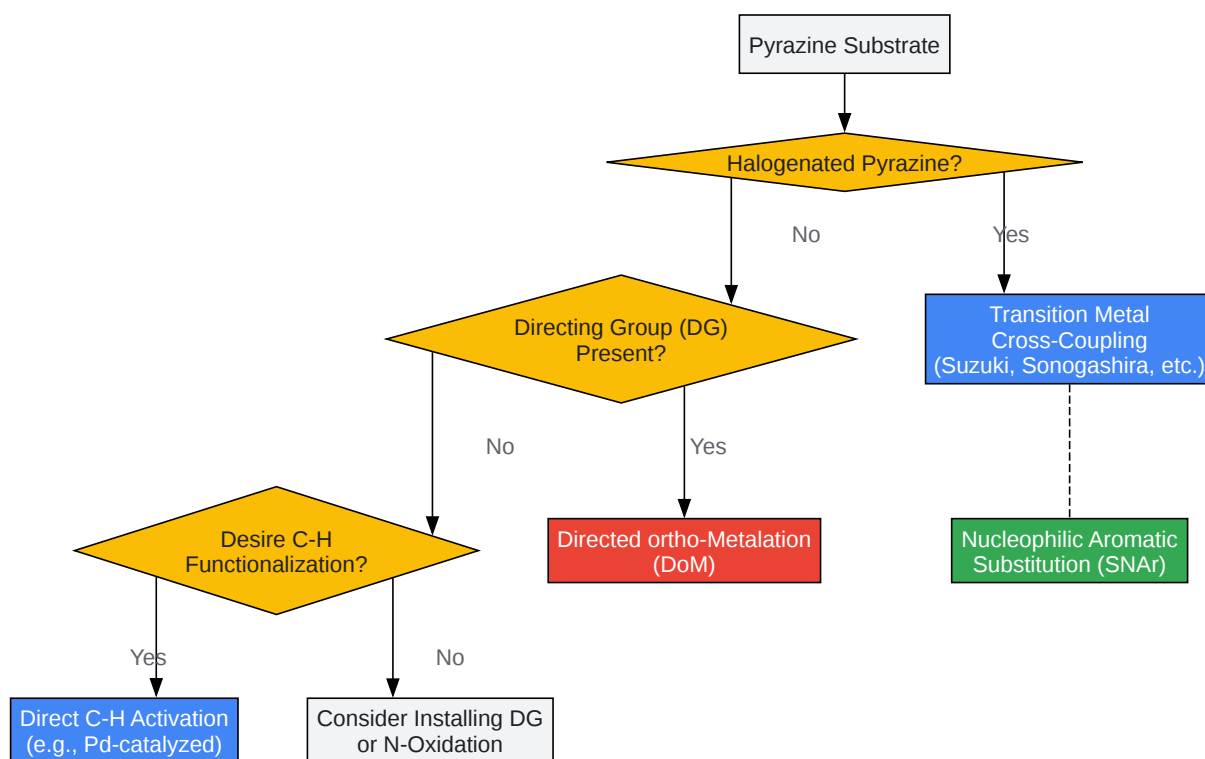 Pyrazine Substrate
Halogenated Pyrazine?
No
Yes
Directing Group (DG)
Present?
Transition Metal
Cross-Coupling
(Suzuki, Sonogashira, etc.)
No
Yes
Desire C-H
Functionalization?
Directed ortho-Metalation
(DoM)
Nucleophilic Aromatic
Substitution (SNAr)
Yes
No
Direct C-H Activation
(e.g., Pd-catalyzed)
Consider Installing DG
or N-Oxidation